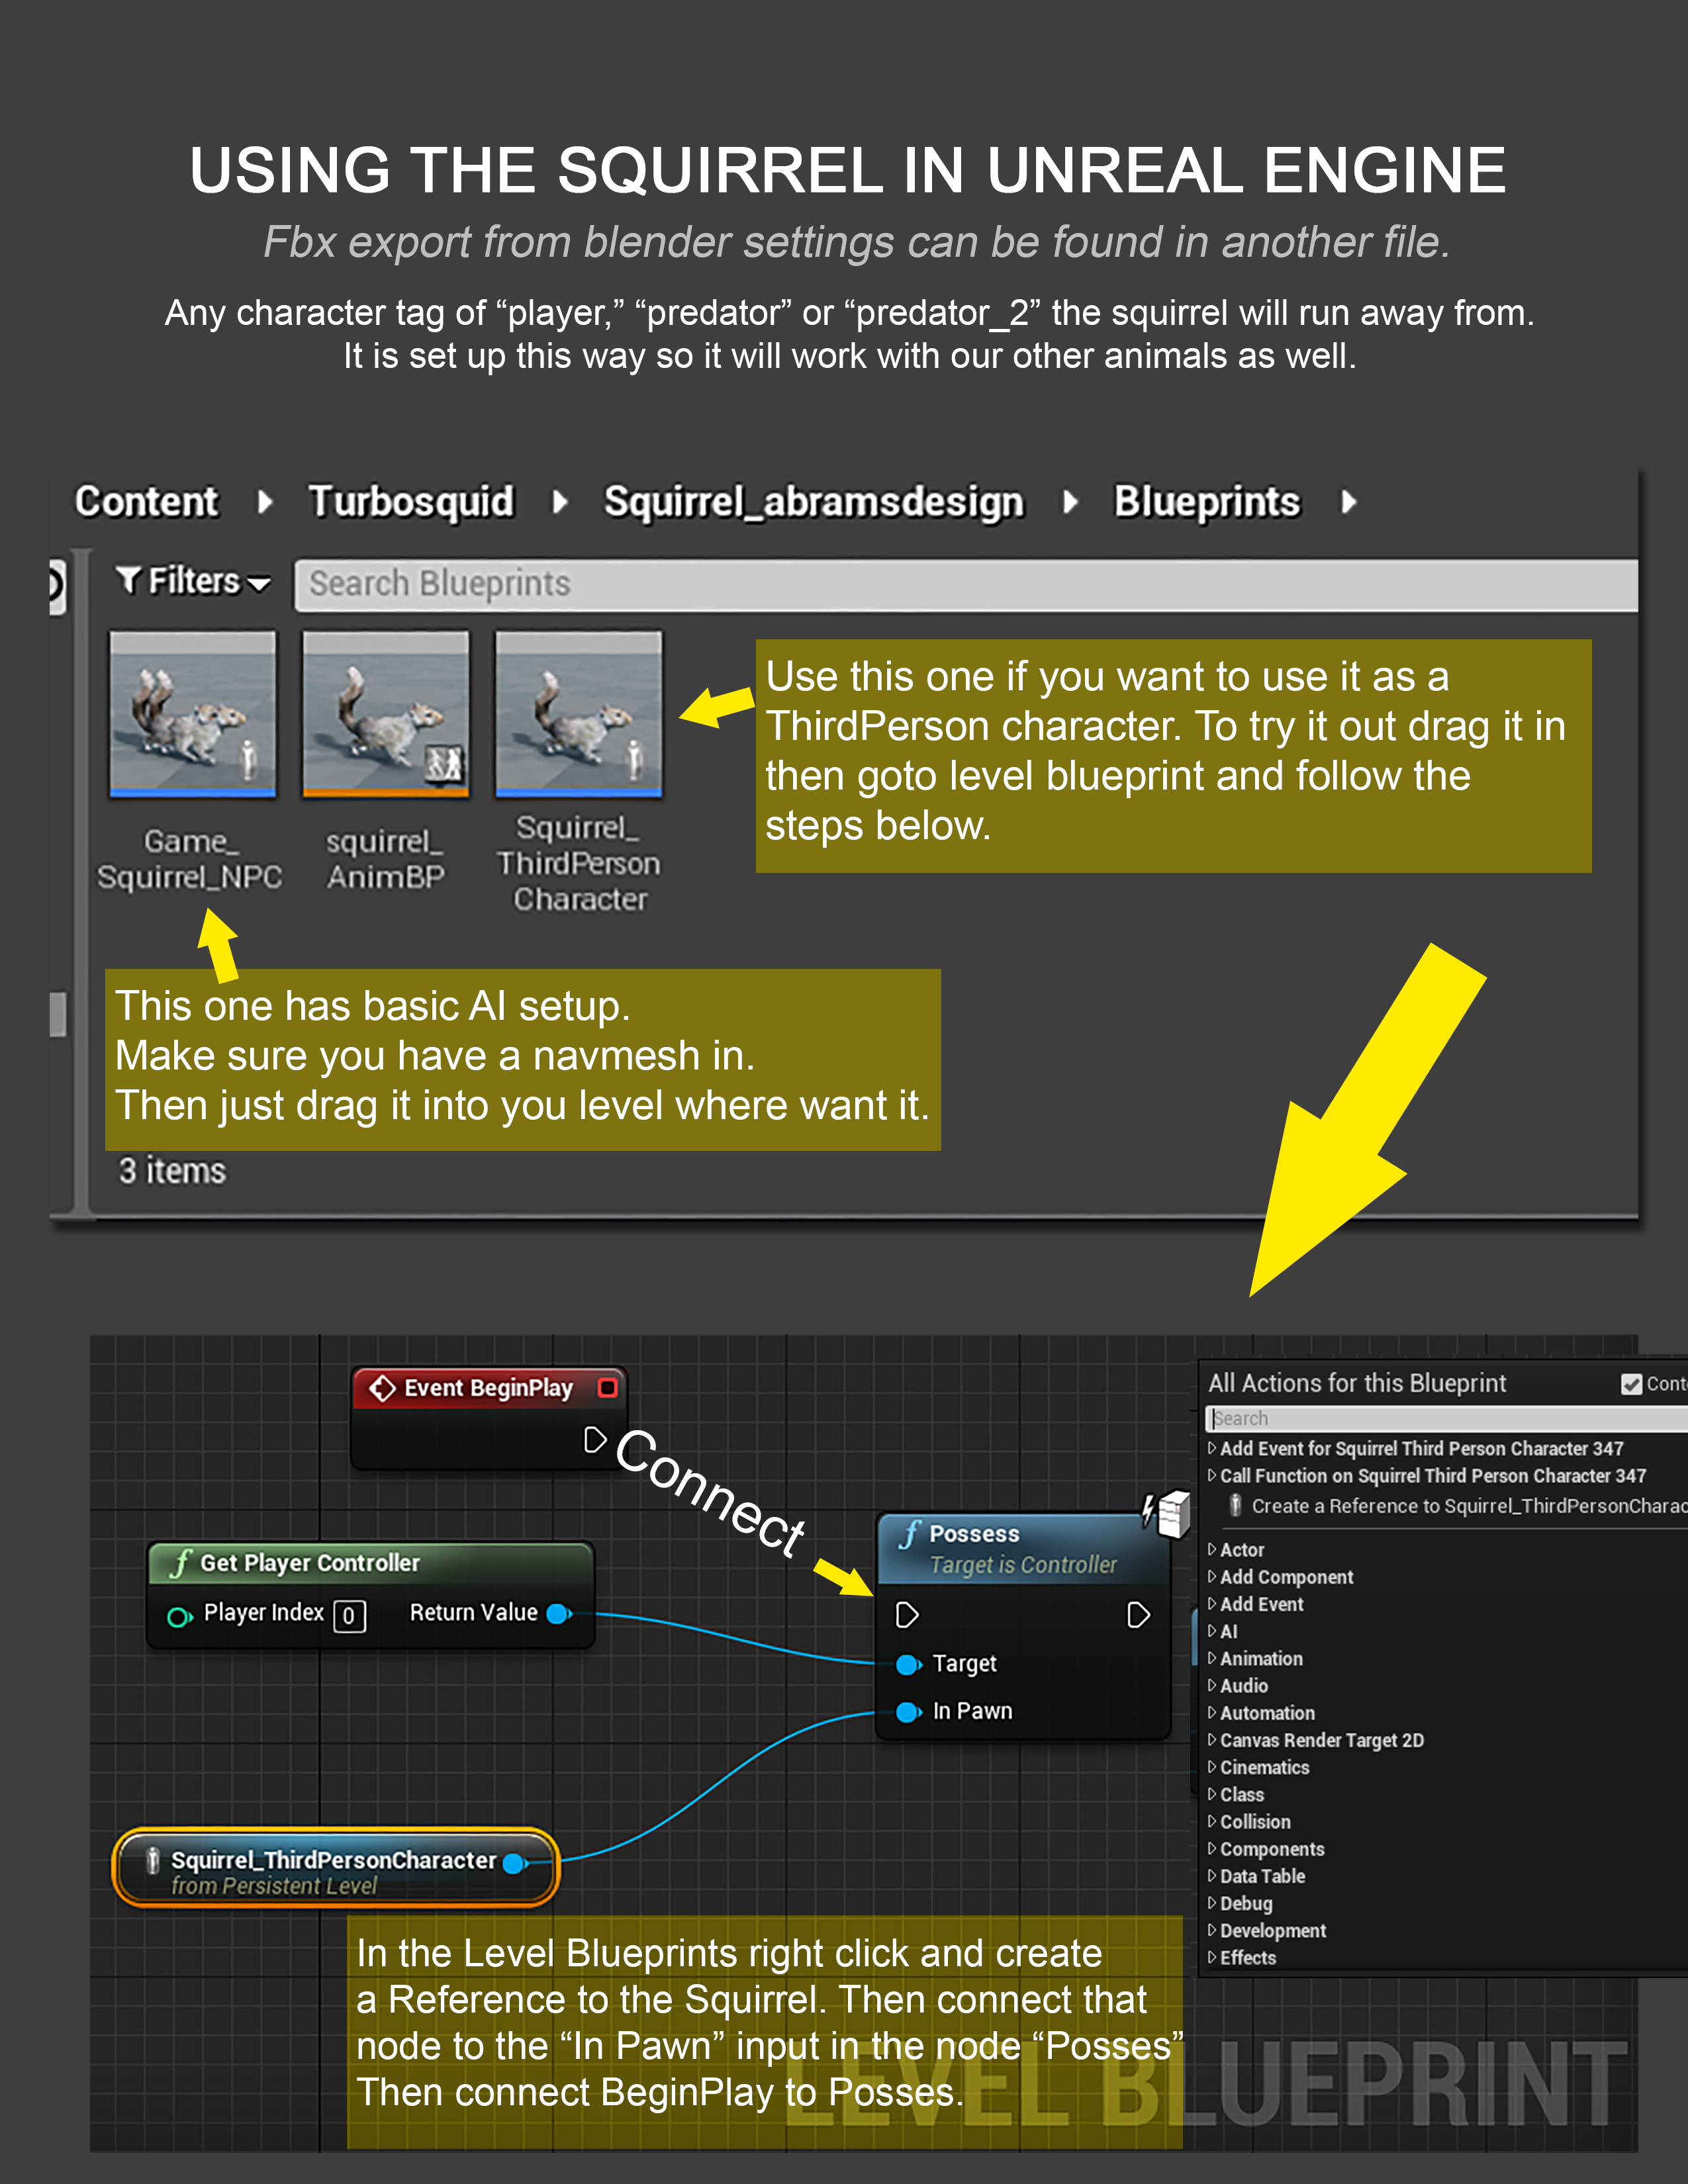 USING THE SQUIRREL IN UNREAL ENGINE
Fbx export from blender settings can be found in another file.
Any character tag of “player,” “predator” or “predator_2” the squirrel will run away from.
It is set up this way so it will work with our other animals as well.
Content Turbosquid Squirrel_abramsdesign Blueprints
Filters Search Blueprints
Use this one if you want to use it as a
ThirdPerson character. To try it out drag it in
then goto level blueprint and follow the
steps below.
Game_
Squirrel_NPC
squirrel_
AnimBP
Squirrel_
ThirdPerson
Character
This one has basic AI setup.
Make sure you have a navmesh in.
Then just drag it into you level where want it.
3 items
Event BeginPlay
Connect
Get Player Controller
Player Index 0 Return Value
Possess
Target is Controller
Target
In Pawn
Squirrel_ThirdPersonCharacter
from Persistent Level
All Actions for this Blueprint Conte
Search
Add Event for Squirrel Third Person Character 347
Call Function on Squirrel Third Person Character 347
Create a Reference to Squirrel_ThirdPersonCharac
Actor
Add Component
Add Event
AI
Animation
Audio
Automation
Canvas Render Target 2D
Cinematics
Class
Collision
Components
Data Table
Debug
Development
Effects
In the Level Blueprints right click and create
a Reference to the Squirrel. Then connect that
node to the “In Pawn” input in the node “Posses”
Then connect BeginPlay to Posses.
LEVEL BLUEPRINT